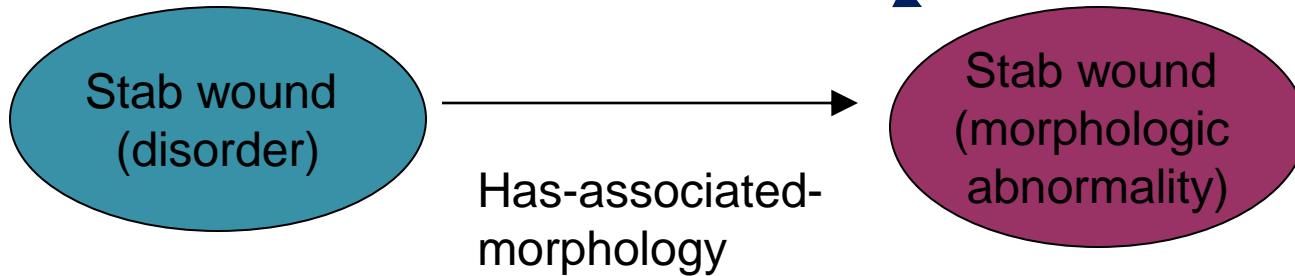 Stab wound
(disorder)
Has-associated-
morphology
Stab wound
(morphologic
abnormality)